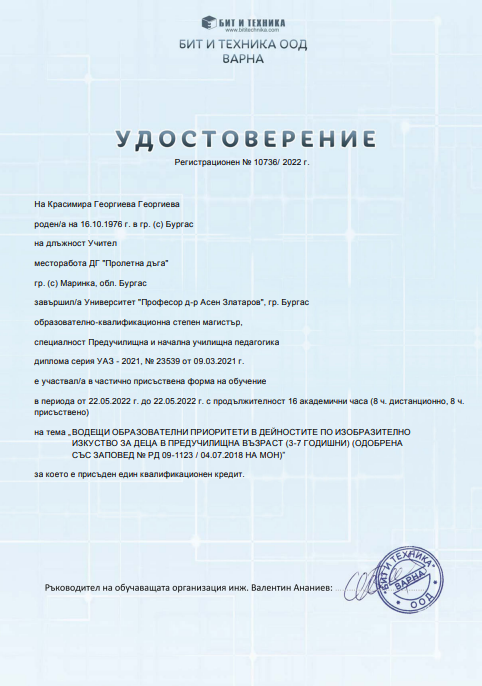 БИТ И ТЕХНИКА
www.bititechnika.com
БИТ И ТЕХНИКА ООД
ВАРНА
УДОСТОВЕРЕНИЕ
Регистрационен № 10736/ 2022 г.
На Красимира Георгиева Георгиева
роден/а на 16.10.1976 г. в гр. (с) Бургас
на длъжност Учител
месторабота ДГ "Пролетна дъга"
гр. (с) Маринка, обл. Бургас
завършил/а Университет "Професор д-р Асен Златаров", гр. Бургас
образователно-квалификационна степен магистър,
специалност Предучилищна и начална училищна педагогика
диплома серия УАЗ - 2021, № 23539 от 09.03.2021 г.
е участвал/а в частично присъствена форма на обучение
в периода от 22.05.2022 г. до 22.05.2022 г. с продължителност 16 академични часа (8 ч. дистанционно, 8 ч.
присъствено)
на тема „ВОДЕЩИ ОБРАЗОВАТЕЛНИ ПРИОРИТЕТИ В ДЕЙНОСТИТЕ ПО ИЗОБРАЗИТЕЛНО
ИЗКУСТВО ЗА ДЕЦА В ПРЕДУЧИЛИЩНА ВЪЗРАСТ (3-7 ГОДИШНИ) (ОДОБРЕНА
СЪС ЗАПОВЕД № РД 09-1123 / 04.07.2018 НА МОН)"
за което е присъден един квалификационен кредит.
Ръководител на обучаващата организация инж. Валентин Ананиев:
"БИТ И ТЕХНИКА"
ВАРНА
ООД